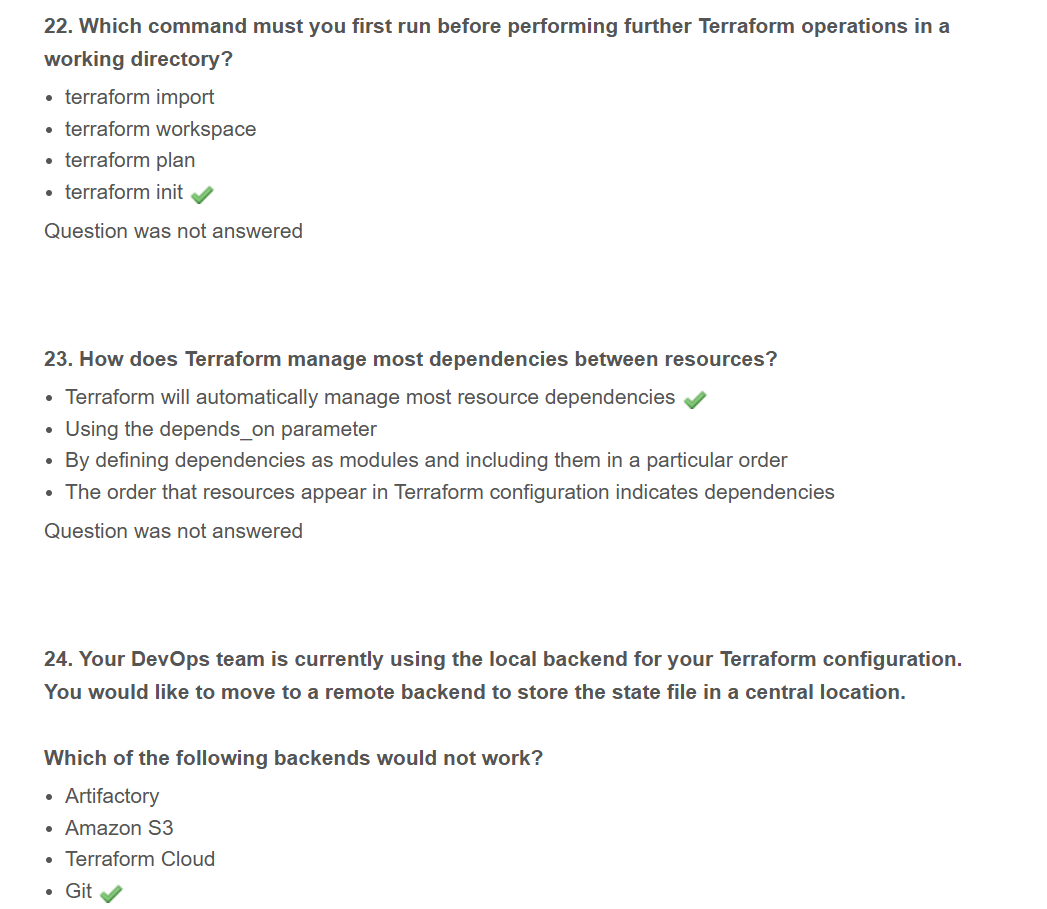 22. Which command must you first run before performing further Terraform operations in a
working directory?
• terraform import
• terraform workspace
• terraform plan
• terraform init
Question was not answered
23. How does Terraform manage most dependencies between resources?
• Terraform will automatically manage most resource dependencies
• Using the depends_on parameter
• By defining dependencies as modules and including them in a particular order
• The order that resources appear in Terraform configuration indicates dependencies
Question was not answered
24. Your DevOps team is currently using the local backend for your Terraform configuration.
You would like to move to a remote backend to store the state file in a central location.
Which of the following backends would not work?
• Artifactory
• Amazon S3
• Terraform Cloud
• Git